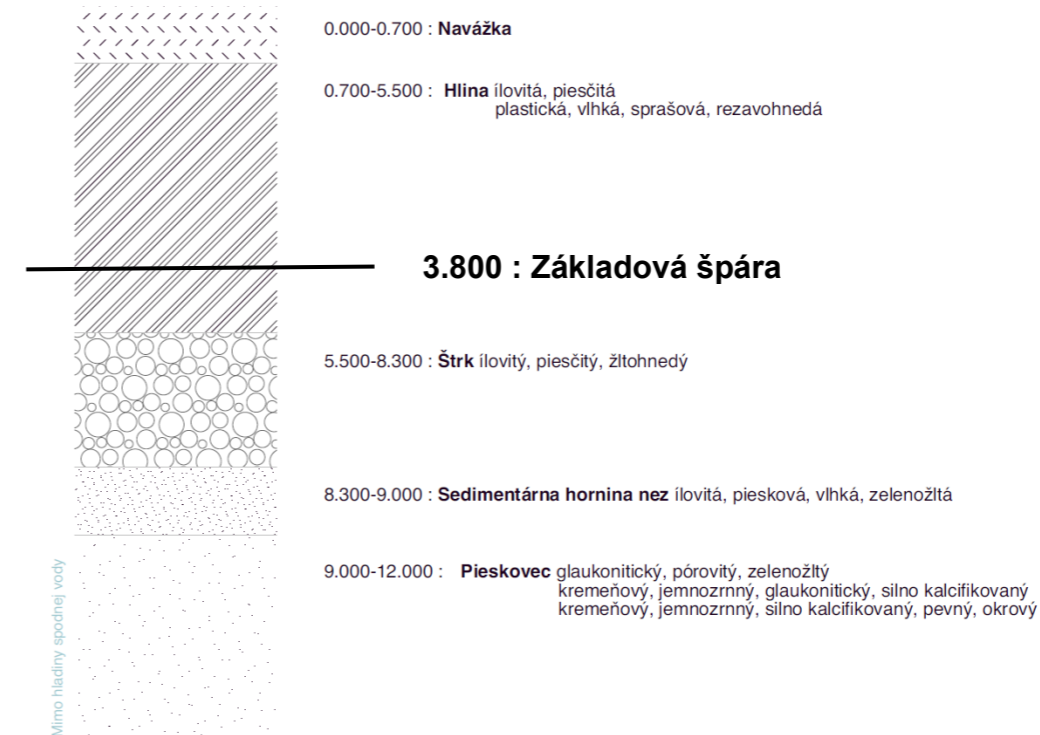 0.000-0.700 : Navážka
0.700-5.500 : Hlina ílovitá, piesčitá
plastická, vlhká, sprašová, rezavohnedá
3.800 : Základová špára
5.500-8.300 : Štrk ílovitý, piesčitý, žltohnedý
8.300-9.000 : Sedimentárna hornina nez ílovitá, piesková, vlhká, zelenožltá
9.000-12.000 : Pieskovec glaukonitický, pórovitý, zelenožltý
kremeňový, jemnozrnný, glaukonitický, silno kalcifikovaný
kremeňový, jemnozrnný, silno kalcifikovaný, pevný, okrový
Mimo hladiny spodnej vody